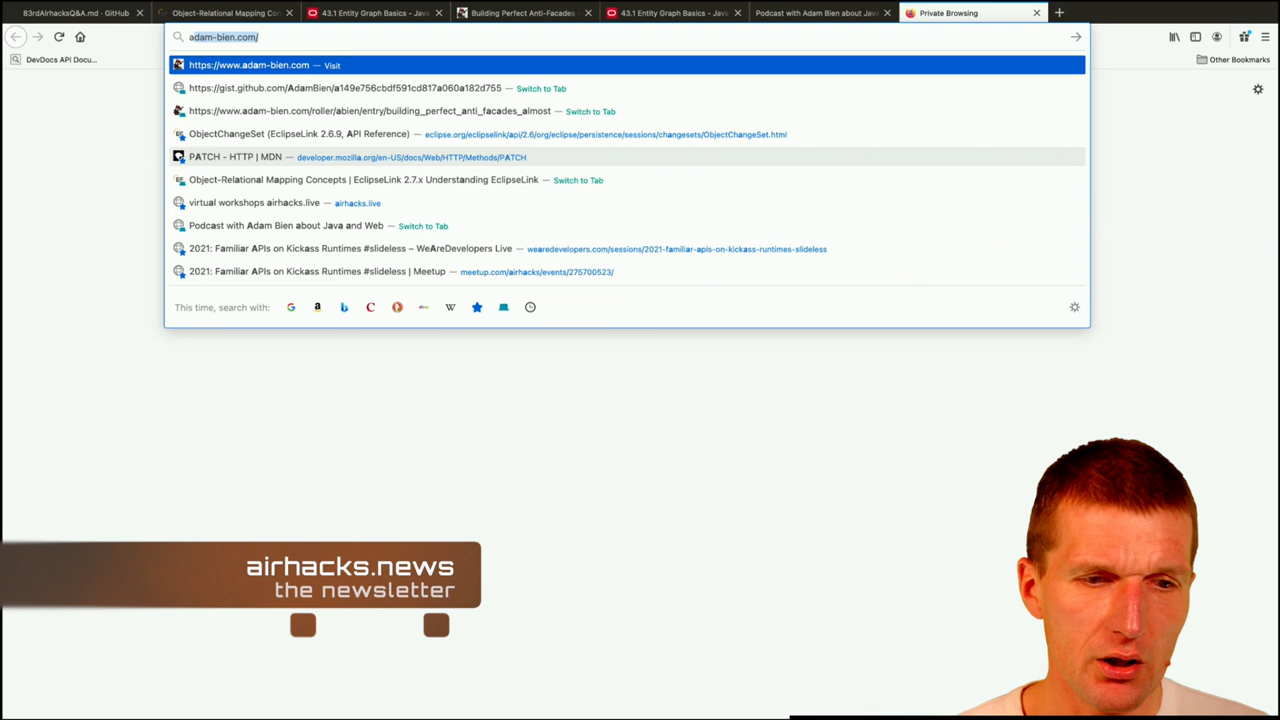 83rdAirhacksQ&A.md · GitHub
Object-Relational Mapping Con
43.1 Entity Graph Basics - Java
Building Perfect Anti-Facades
43.1 Entity Graph Basics - Java
Podcast with Adam Bien about Java
Private Browsing
adam-bien.com/
DevDocs API Docu...
Other Bookmarks
https://www.adam-bien.com — Visit
https://gist.github.com/AdamBien/a149e756cbdf591cd817a060a182d755 — Switch to Tab
https://www.adam-bien.com/roller/abien/entry/building_perfect_anti_facades_almost — Switch to Tab
ObjectChangeSet (EclipseLink 2.6.9, API Reference) — eclipse.org/eclipselink/api/2.6/org/eclipse/persistence/sessions/changesets/ObjectChangeSet.html
PATCH - HTTP | MDN — developer.mozilla.org/en-US/docs/Web/HTTP/Methods/PATCH
Object-Relational Mapping Concepts | EclipseLink 2.7.x Understanding EclipseLink — Switch to Tab
virtual workshops airhacks.live — airhacks.live
Podcast with Adam Bien about Java and Web — Switch to Tab
2021: Familiar APIs on Kickass Runtimes #slideless – WeAreDevelopers Live — wearedevelopers.com/sessions/2021-familiar-apis-on-kickass-runtimes-slideless
2021: Familiar APIs on Kickass Runtimes #slideless | Meetup — meetup.com/airhacks/events/275700523/
This time, search with:
airhacks.news
the newsletter